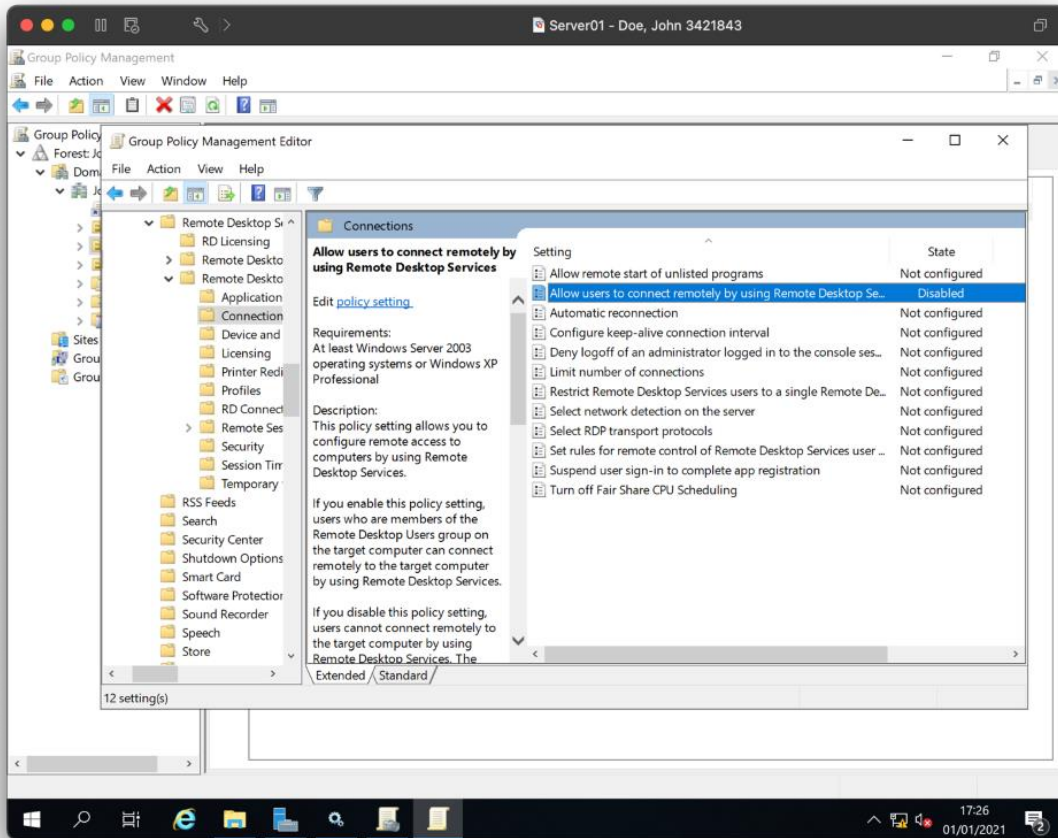 Server01 - Doe, John 3421843
Group Policy Management
File Action View Window Help
Group Policy
Forest: Jo
Dom
Jo
Sites
Grou
Grou
Group Policy Management Editor
File Action View Help
Remote Desktop Se
RD Licensing
Remote Deskto
Remote Deskto
Application
Connection
Device and
Licensing
Printer Redi
Profiles
RD Connect
Remote Ses
Security
Session Tim
Temporary
RSS Feeds
Search
Security Center
Shutdown Options
Smart Card
Software Protection
Sound Recorder
Speech
Store
Connections
Allow users to connect remotely by
using Remote Desktop Services
Edit policy setting
Requirements:
At least Windows Server 2003
operating systems or Windows XP
Professional
Description:
This policy setting allows you to
configure remote access to
computers by using Remote
Desktop Services.
If you enable this policy setting,
users who are members of the
Remote Desktop Users group on
the target computer can connect
remotely to the target computer
by using Remote Desktop Services.
If you disable this policy setting,
users cannot connect remotely to
the target computer by using
Remote Desktop Services. The
Setting State
Allow remote start of unlisted programs Not configured
Allow users to connect remotely by using Remote Desktop Se... Disabled
Automatic reconnection Not configured
Configure keep-alive connection interval Not configured
Deny logoff of an administrator logged in to the console ses... Not configured
Limit number of connections Not configured
Restrict Remote Desktop Services users to a single Remote De... Not configured
Select network detection on the server Not configured
Select RDP transport protocols Not configured
Set rules for remote control of Remote Desktop Services user ... Not configured
Suspend user sign-in to complete app registration Not configured
Turn off Fair Share CPU Scheduling Not configured
Extended Standard
12 setting(s)
17:26
01/01/2021
2